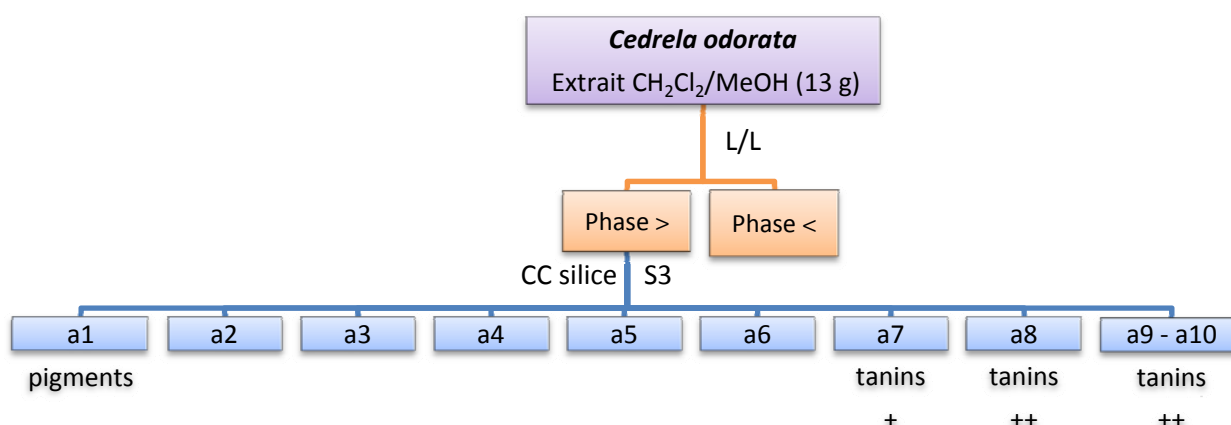 Cedrela odorata
Extrait CH₂Cl₂/MeOH (13 g)
L/L
Phase >
Phase <
CC silice
S3
a1
a2
a3
a4
a5
a6
a7
a8
a9 - a10
pigments
tanins
tanins
tanins
+
++
++